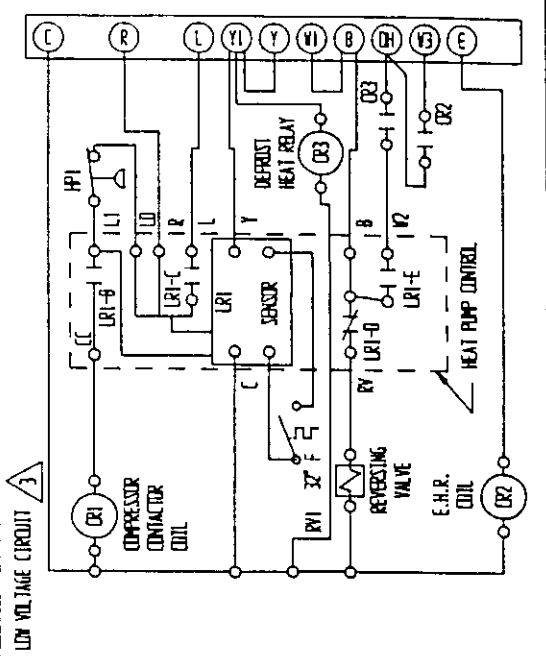 LOW VOLTAGE CIRCUIT
3
C
R
L
Y1
Y
W1
B
OH
W3
E
HP1
DEFROST
HEAT RELAY
CR3
CR3
CR2
CC
LR1-B
L1
LO
R
L
LR1-C
Y
LR1
SENSOR
C
B
W2
LR1-E
LR1-D
RV
HEAT PUMP CONTROL
CR1
COMPRESSOR
CONTACTOR
COIL
32° F
RV1
REVERSING
VALVE
E.H.R.
COIL
CR2